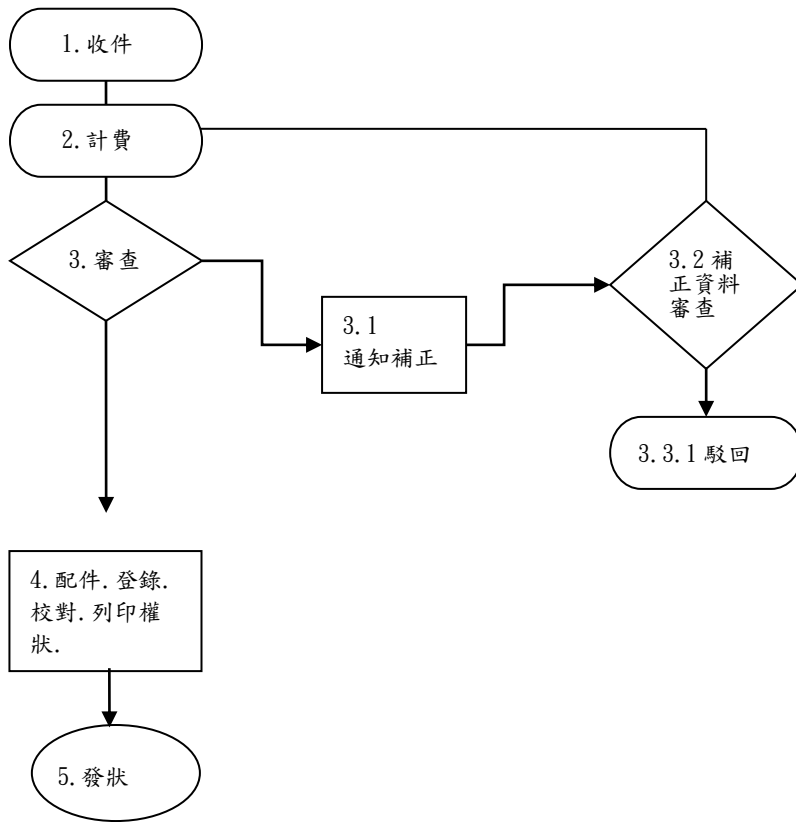 1.收件
2.計費
3.審查
3.1
通知補正
3.2補
正資料
審查
3.3.1駁回
4.配件.登錄.
校對.列印權
狀.
5.發狀